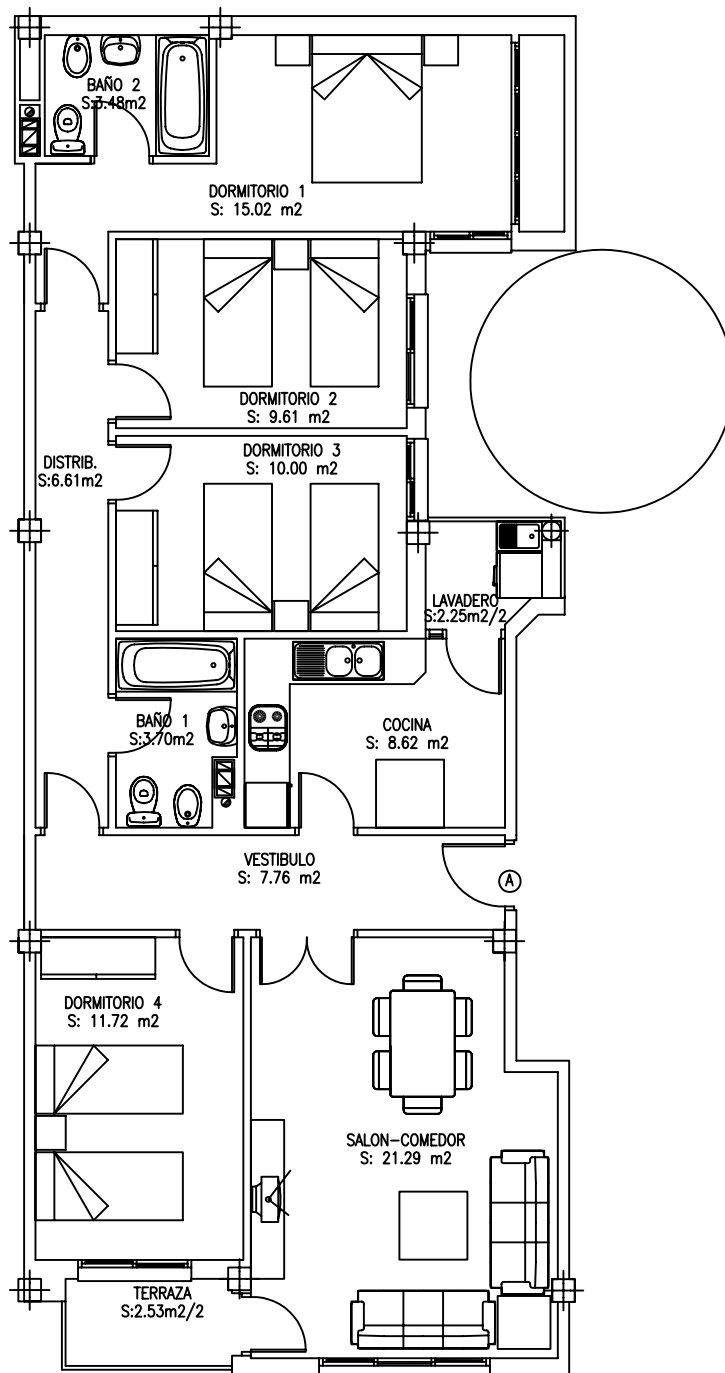 BAÑO 2
S:3.48m2
DORMITORIO 1
S: 15.02 m2
DORMITORIO 2
S: 9.61 m2
DORMITORIO 3
S: 10.00 m2
DISTRIB.
S:6.61m2
LAVADERO
S:2.25m2/2
BAÑO 1
S:3.70m2
COCINA
S: 8.62 m2
VESTIBULO
S: 7.76 m2
A
DORMITORIO 4
S: 11.72 m2
SALON-COMEDOR
S: 21.29 m2
TERRAZA
S:2.53m2/2